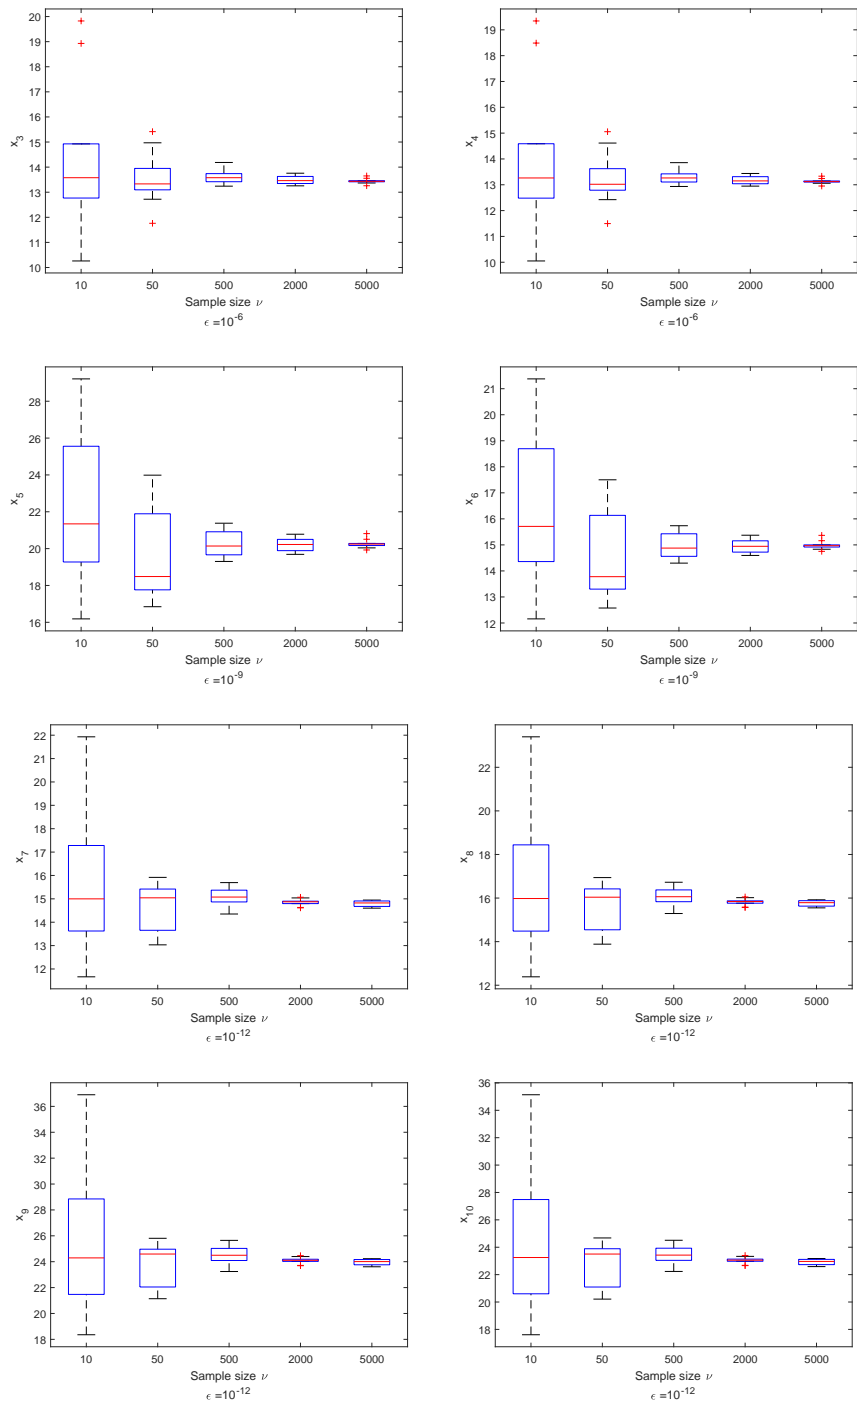 20
19
18
17
16
15
14
13
12
11
10
x3
10 50 500 2000 5000
Sample size ν
ϵ =10-6
19
18
17
16
15
14
13
12
11
10
x4
10 50 500 2000 5000
Sample size ν
ϵ =10-6
28
26
24
22
20
18
16
x5
10 50 500 2000 5000
Sample size ν
ϵ =10-9
21
20
19
18
17
16
15
14
13
12
x6
10 50 500 2000 5000
Sample size ν
ϵ =10-9
22
21
20
19
18
17
16
15
14
13
12
x7
10 50 500 2000 5000
Sample size ν
ϵ =10-12
22
20
18
16
14
12
x8
10 50 500 2000 5000
Sample size ν
ϵ =10-12
36
34
32
30
28
26
24
22
20
18
x9
10 50 500 2000 5000
Sample size ν
ϵ =10-12
36
34
32
30
28
26
24
22
20
18
x10
10 50 500 2000 5000
Sample size ν
ϵ =10-12